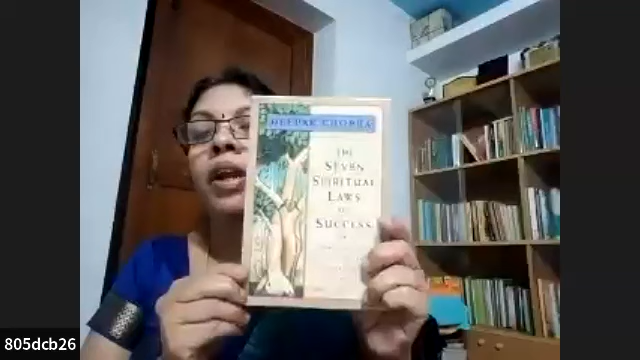 DEEPAK CHOPRA
THE
SEVEN
SPIRITUAL
LAWS
OF
SUCCESS
805dcb26